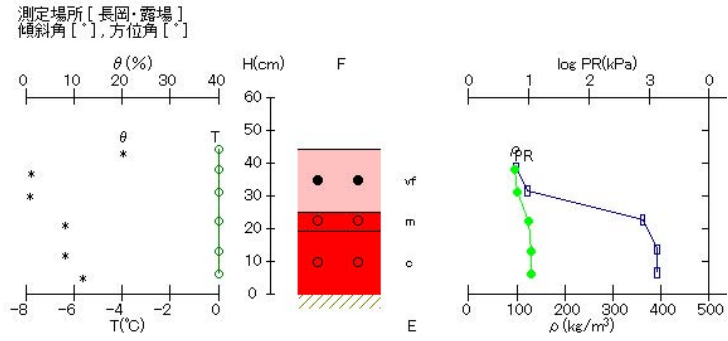 測定場所[ 長岡・露場 ]
傾斜角[ ° ], 方位角[ ° ]
θ(%) H(cm) F log PR(kPa)
0 10 20 30 40 0 1 2 3 0
60
50
θ T
40
PR
vf
30
20
m
10
c
0
-8 -6 -4 -2 0 0 100 200 300 400 500
T(℃) E ρ(kg/m³)